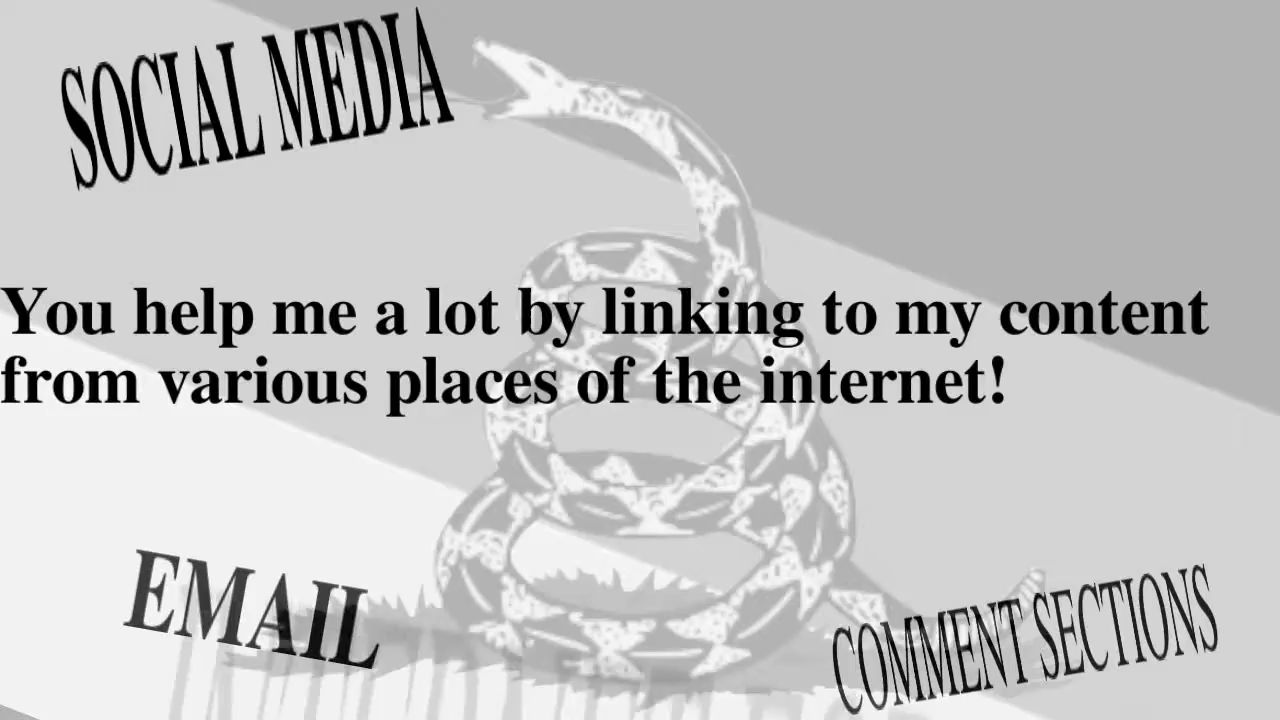 SOCIAL MEDIA
You help me a lot by linking to my content
from various places of the internet!
EMAIL
COMMENT SECTIONS